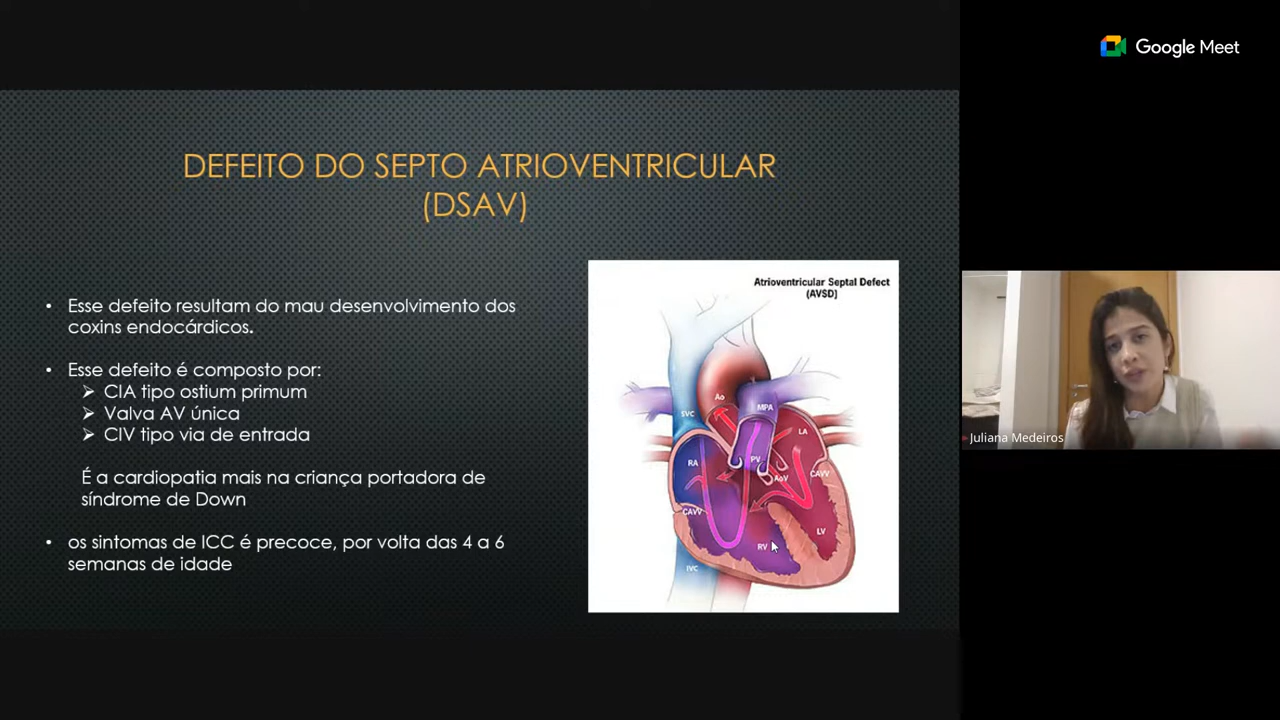 Google Meet
DEFEITO DO SEPTO ATRIOVENTRICULAR
(DSAV)
• Esse defeito resultam do mau desenvolvimento dos
coxins endocárdicos.
• Esse defeito é composto por:
➢ CIA tipo ostium primum
➢ Valva AV única
➢ CIV tipo via de entrada
É a cardiopatia mais na criança portadora de
síndrome de Down
• os sintomas de ICC é precoce, por volta das 4 a 6
semanas de idade
Atrioventricular Septal Defect
(AVSD)
Ao
SVC
MPA
LA
RA
PV
AoV
CAVV
CAVV
LV
RV
IVC
Juliana Medeiros